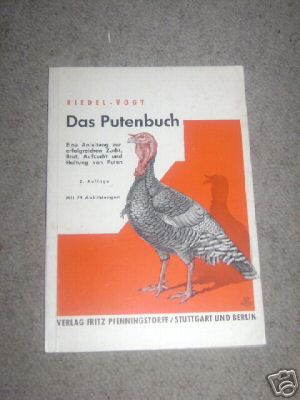 RIEDEL-VOGT
Das Putenbuch
Eine Anleitung zur
erfolgreichen Zucht,
Brut, Aufzucht und
Haltung von Puten
2. Auflage
Mit 79 Abbildungen
VERLAG FRITZ PFENNINGSTORFF/STUTTGART UND BERLIN